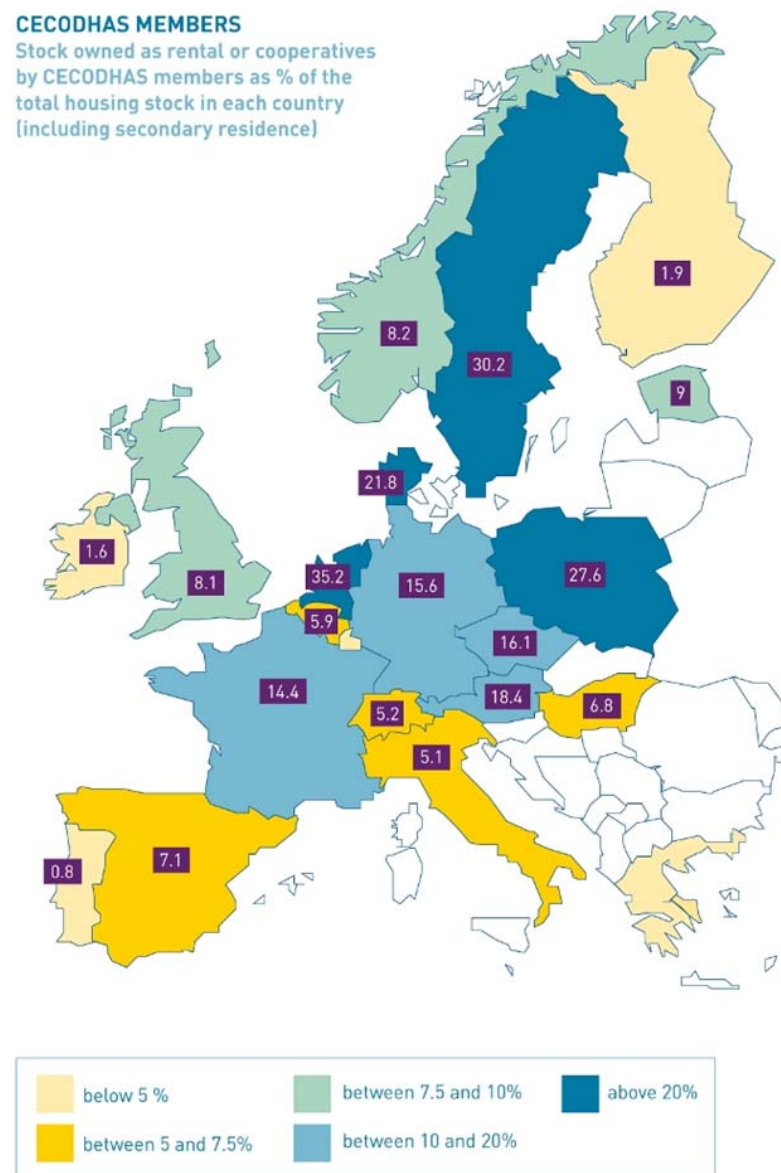 CECODHAS MEMBERS
Stock owned as rental or cooperatives
by CECODHAS members as % of the
total housing stock in each country
(including secondary residence)
1.9
8.2
30.2
9
21.8
1.6
35.2
15.6
27.6
8.1
5.9
16.1
14.4
18.4
5.2
6.8
5.1
7.1
0.8
below 5 %
between 7.5 and 10%
above 20%
between 5 and 7.5%
between 10 and 20%